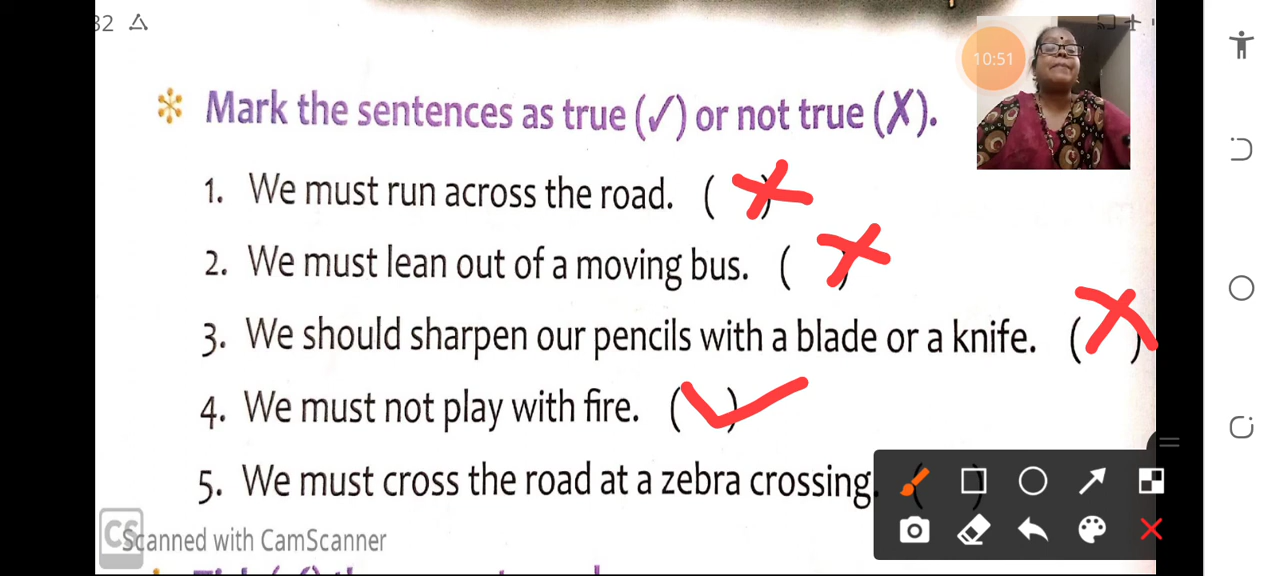 32
10:51
Mark the sentences as true (✓) or not true (✗).
1. We must run across the road. ( ✗ )
2. We must lean out of a moving bus. ( ✗ )
3. We should sharpen our pencils with a blade or a knife. ( ✗ )
4. We must not play with fire. ( ✓ )
5. We must cross the road at a zebra crossing. ( )
CS
Scanned with CamScanner